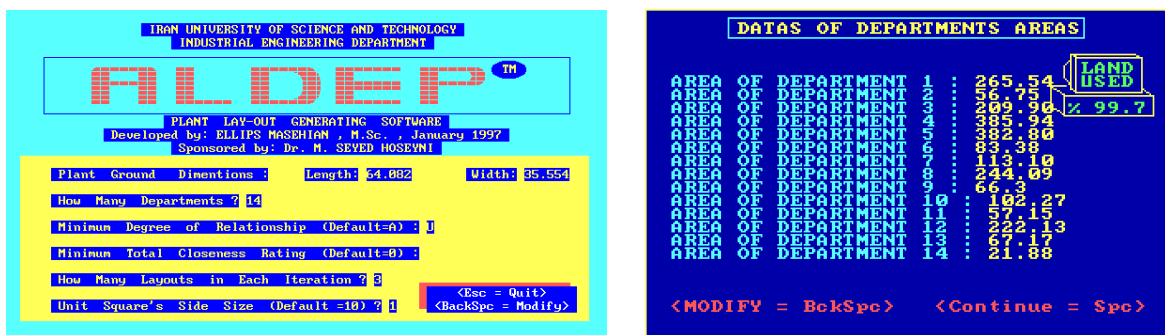 IRAN UNIVERSITY OF SCIENCE AND TECHNOLOGY
INDUSTRIAL ENGINEERING DEPARTMENT
ALDEP TM
PLANT LAY-OUT GENERATING SOFTWARE
Developed by: ELLIPS MASEHIAN , M.Sc. , January 1997
Sponsored by: Dr. M. SEYED HOSEYNI
Plant Ground Dimentions : Length: 64.082 Width: 35.554
How Many Departments ? 14
Minimum Degree of Relationship (Default=A) : U
Minimum Total Closeness Rating (Default=0) :
How Many Layouts in Each Iteration ? 3
Unit Square's Side Size (Default =10) ? 1
<Esc = Quit>
<BackSpc = Modify>
DATAS OF DEPARTMENTS AREAS
LAND
USED
% 99.7
AREA OF DEPARTMENT 1 : 265.54
AREA OF DEPARTMENT 2 : 56.75
AREA OF DEPARTMENT 3 : 209.90
AREA OF DEPARTMENT 4 : 385.94
AREA OF DEPARTMENT 5 : 382.80
AREA OF DEPARTMENT 6 : 83.38
AREA OF DEPARTMENT 7 : 113.10
AREA OF DEPARTMENT 8 : 244.09
AREA OF DEPARTMENT 9 : 66.3
AREA OF DEPARTMENT 10 : 102.27
AREA OF DEPARTMENT 11 : 57.15
AREA OF DEPARTMENT 12 : 222.13
AREA OF DEPARTMENT 13 : 67.17
AREA OF DEPARTMENT 14 : 21.88
<MODIFY = BckSpc> <Continue = Spc>